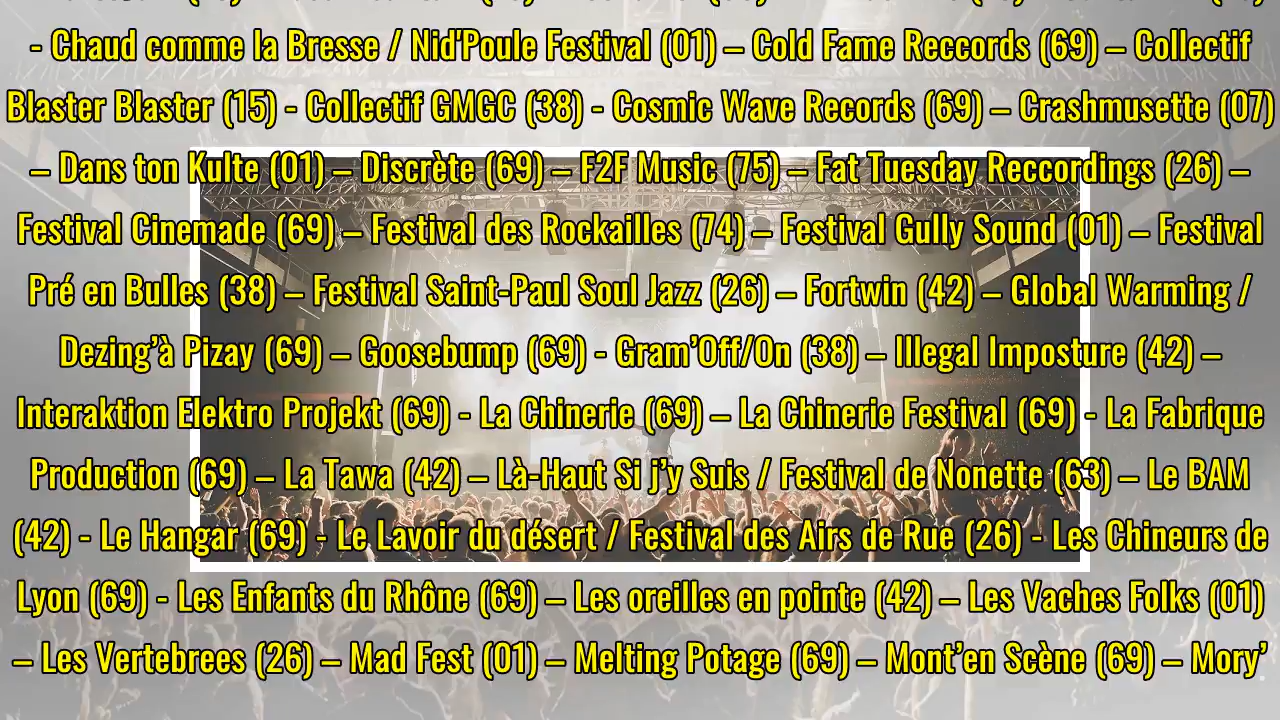 - Chaud comme la Bresse / Nid'Poule Festival (01) – Cold Fame Reccords (69) – Collectif
Blaster Blaster (15) - Collectif GMGC (38) - Cosmic Wave Records (69) – Crashmusette (07)
– Dans ton Kulte (01) – Discrète (69) – F2F Music (75) – Fat Tuesday Reccordings (26) –
Festival Cinemade (69) – Festival des Rockailles (74) – Festival Gully Sound (01) – Festival
Pré en Bulles (38) – Festival Saint-Paul Soul Jazz (26) – Fortwin (42) – Global Warming /
Dezing’à Pizay (69) – Goosebump (69) - Gram’Off/On (38) – Illegal Imposture (42) –
Interaktion Elektro Projekt (69) - La Chinerie (69) – La Chinerie Festival (69) - La Fabrique
Production (69) – La Tawa (42) – Là-Haut Si j’y Suis / Festival de Nonette (63) – Le BAM
(42) - Le Hangar (69) - Le Lavoir du désert / Festival des Airs de Rue (26) - Les Chineurs de
Lyon (69) - Les Enfants du Rhône (69) – Les oreilles en pointe (42) – Les Vaches Folks (01)
– Les Vertebrees (26) – Mad Fest (01) – Melting Potage (69) – Mont’en Scène (69) – Mory’